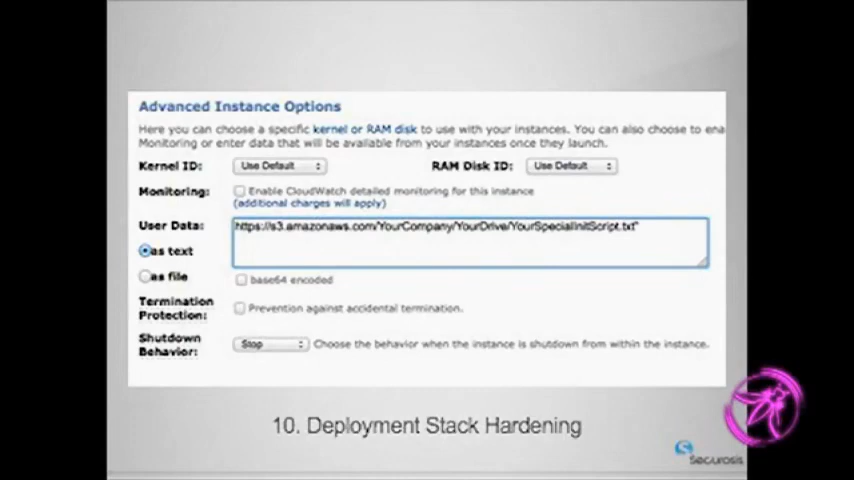 Advanced Instance Options
Here you can choose a specific kernel or RAM disk to use with your instances. You can also choose to ena
Monitoring or enter data that will be available from your instances once they launch.
Kernel ID: Use Default RAM Disk ID: Use Default
Monitoring: Enable CloudWatch detailed monitoring for this instance
(additional charges will apply)
User Data: https://s3.amazonaws.com/YourCompany/YourDrive/YourSpecialInitScript.txt"
as text
as file base64 encoded
Termination
Protection: Prevention against accidental termination.
Shutdown
Behavior: Stop Choose the behavior when the instance is shutdown from within the instance.
10. Deployment Stack Hardening
Securosis